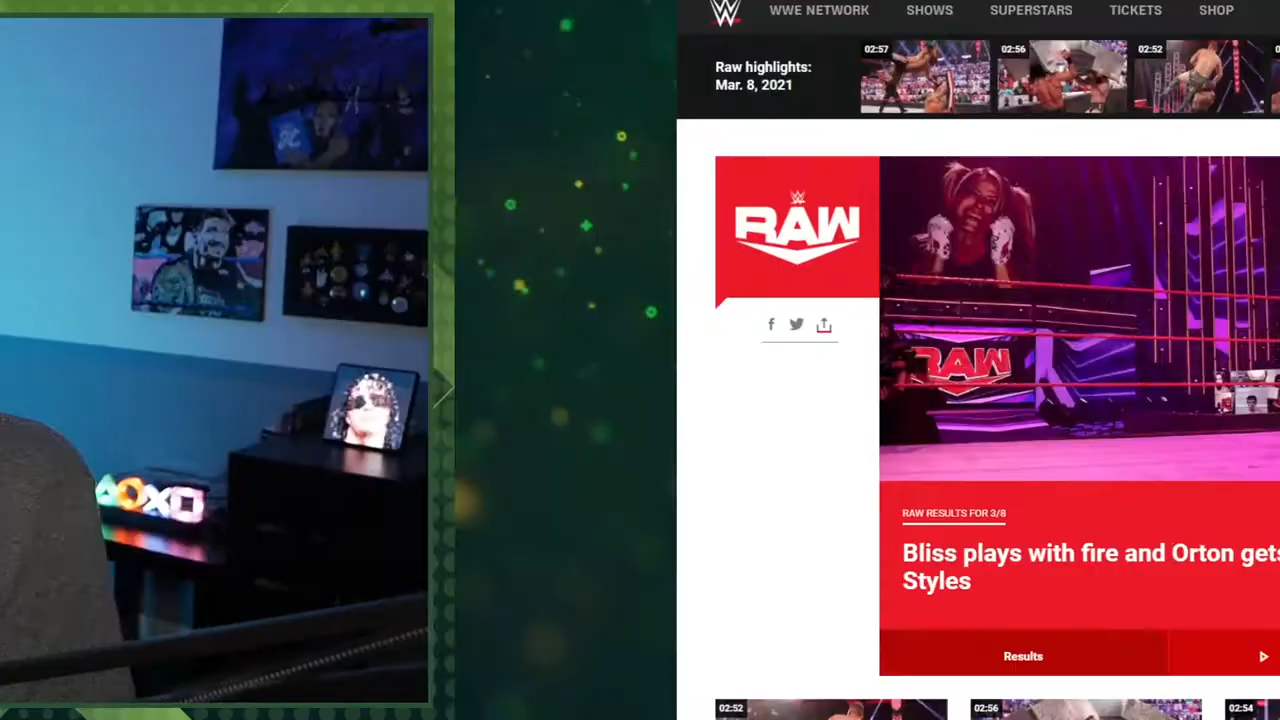 WWE NETWORK
SHOWS
SUPERSTARS
TICKETS
SHOP
Raw highlights:
Mar. 8, 2021
02:57
02:56
02:52
RAW
RAW
RAW RESULTS FOR 3/8
Bliss plays with fire and Orton gets
Styles
Results
02:52
02:56
02:54